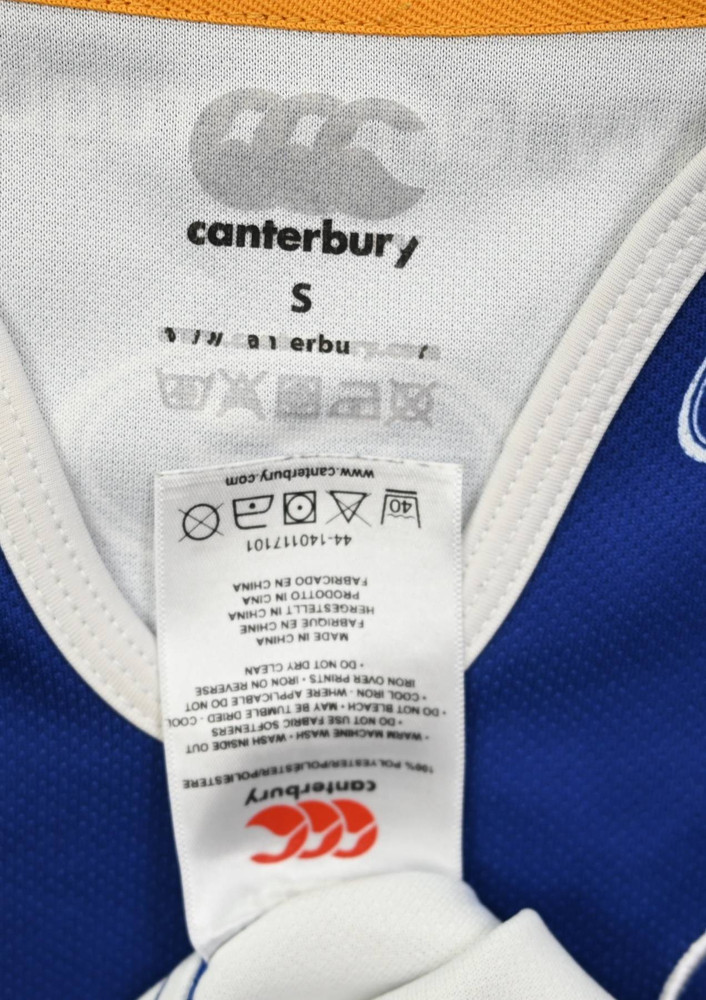 canterbury
S
erbu
canterbury
100% POLYESTER/POLIESTER/POLIESTERE
• WARM MACHINE WASH • WASH INSIDE OUT
• DO NOT USE FABRIC SOFTENERS
• DO NOT BLEACH • MAY BE TUMBLE DRIED - COOL
• COOL IRON - WHERE APPLICABLE DO NOT
IRON OVER PRINTS • IRON ON REVERSE
• DO NOT DRY CLEAN
MADE IN CHINA
FABRIQUE EN CHINE
HERGESTELLT IN CHINA
PRODOTTO IN CINA
FABRICADO EN CHINA
44-140117101
40
www.canterbury.com